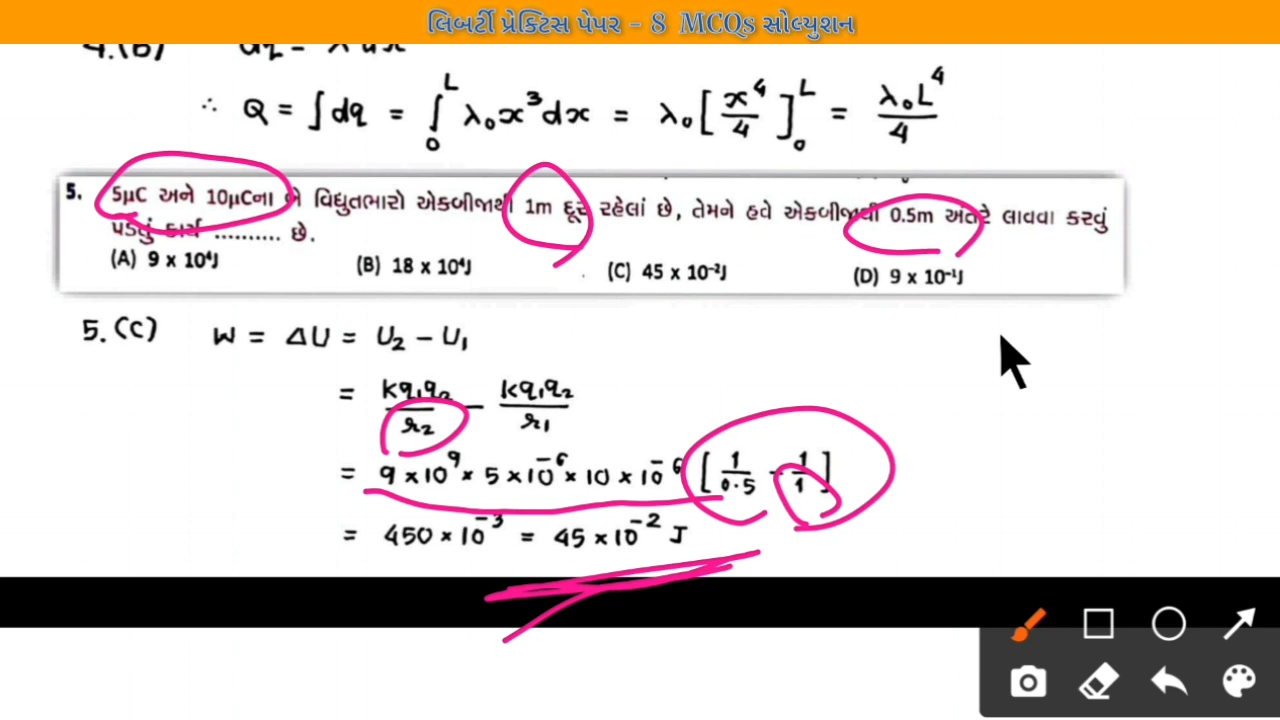 લિબર્ટી પ્રેક્ટિસ પેપર - 8 MCQs સોલ્યુશન
4.(B) dq = λ dx
∴ Q = ∫dq = ∫₀ᴸ λ₀x³dx = λ₀[x⁴/4]₀ᴸ = λ₀L⁴/4
5. 5μC અને 10μCના બે વિદ્યુતભારો એકબીજાથી 1m દૂર રહેલાં છે, તેમને હવે એકબીજાથી 0.5m અંતરે લાવવા કરવું
પડતું કાર્ય .......... છે.
(A) 9 x 10⁴J (B) 18 x 10⁴J (C) 45 x 10⁻²J (D) 9 x 10⁻¹J
5.(C) W = ΔU = U₂ - U₁
= kq₁q₂/r₂ - kq₁q₂/r₁
= 9 × 10⁹ × 5 × 10⁻⁶ × 10 × 10⁻⁶ [1/0.5 - 1/1]
= 450 × 10⁻³ = 45 × 10⁻² J